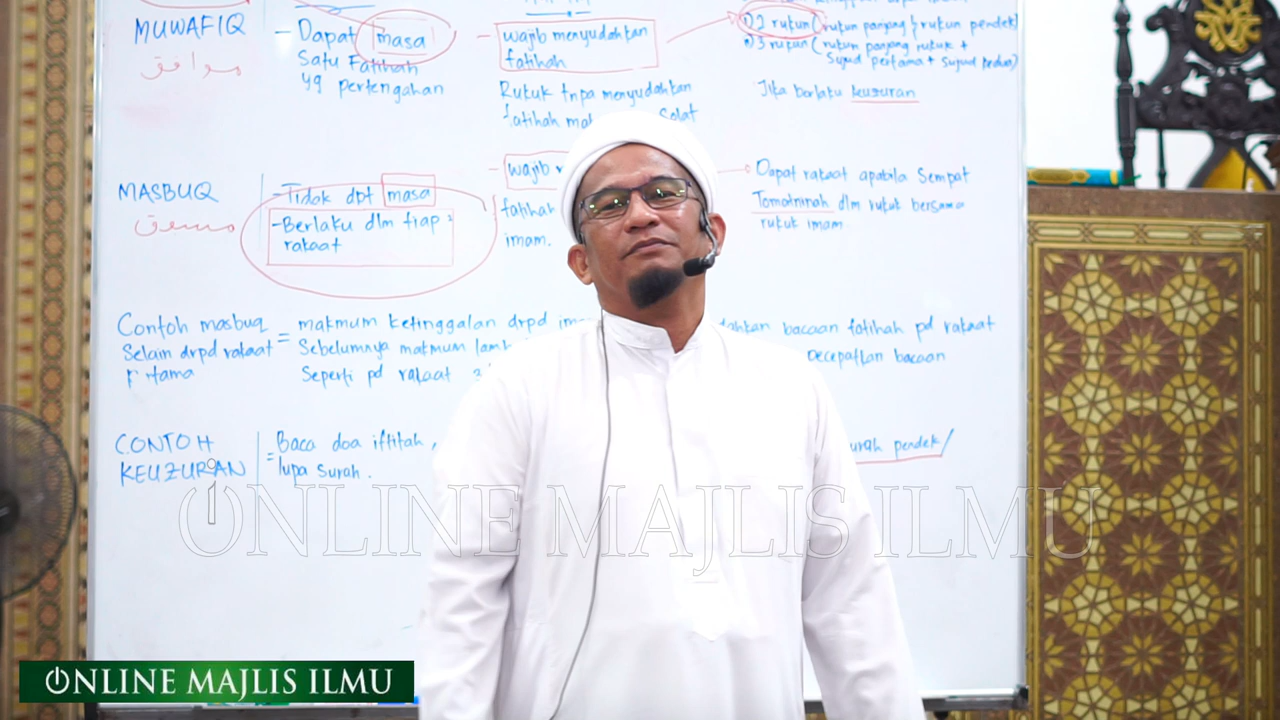 MUWAFIQ
موافق
- Dapat masa
Satu Fatihah
yg pertengahan
- wajib menyudahkan
fatihah
Rukuk tnpa menyudahkan
fatihah Solat
2 rukun (rukun panjang & rukun pendek)
3 rukun (rukun panjang rukuk +
Sujud pertama + Sujud kedua)
Jika berlaku keuzuran
MASBUQ
مسبوق
- Tidak dpt masa
- Berlaku dlm tiap²
rakaat
- wajib
fatihah
imam.
Dapat rakaat apabila Sempat
Tomakninah dlm rukuk bersama
rukuk imam
Contoh masbuq
Selain drpd rakaat
=
makmum ketinggalan drpd
bacaan fatihah pd rakaat
Sebelumnya makmum
bacaan
Seperti pd rakaat
CONTOH
KEUZURAN
= Baca doa iftitah,
lupa Surah.
pendek/
ONLINE MAJLIS ILMU
ONLINE MAJLIS ILMU